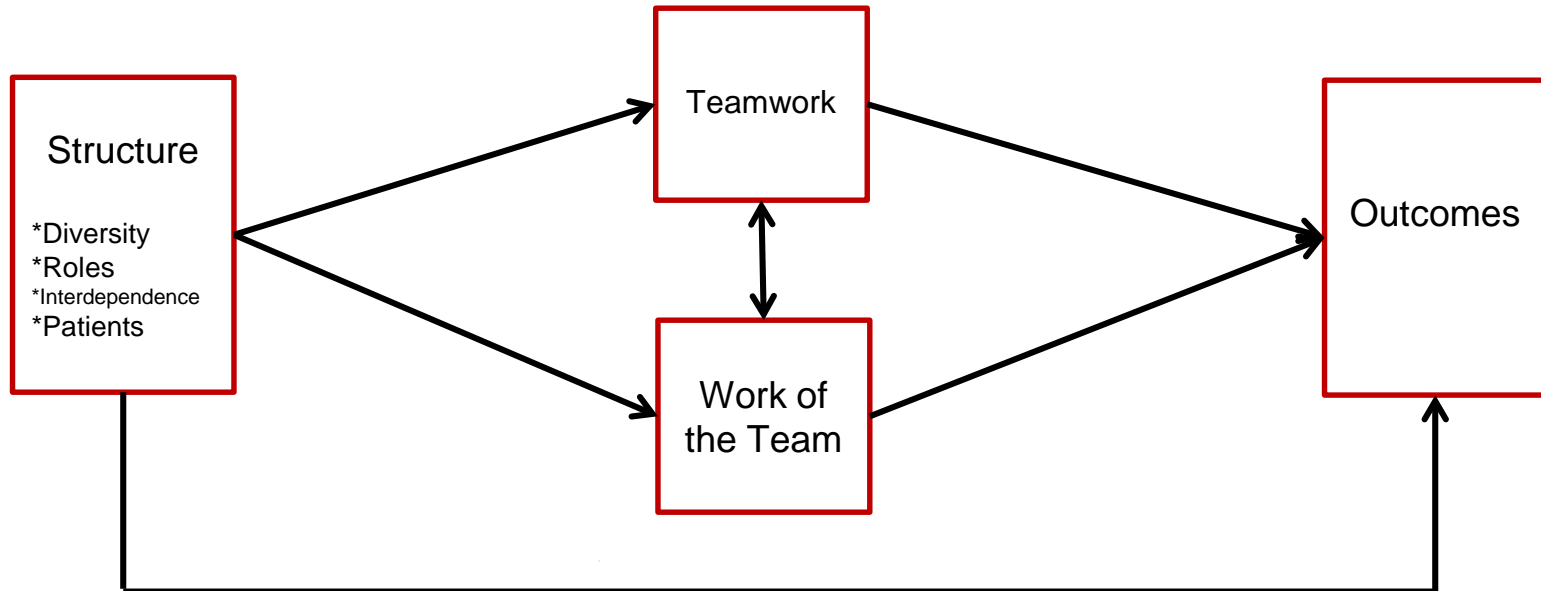 Structure
*Diversity
*Roles
*Interdependence
*Patients
Teamwork
Work of
the Team
Outcomes